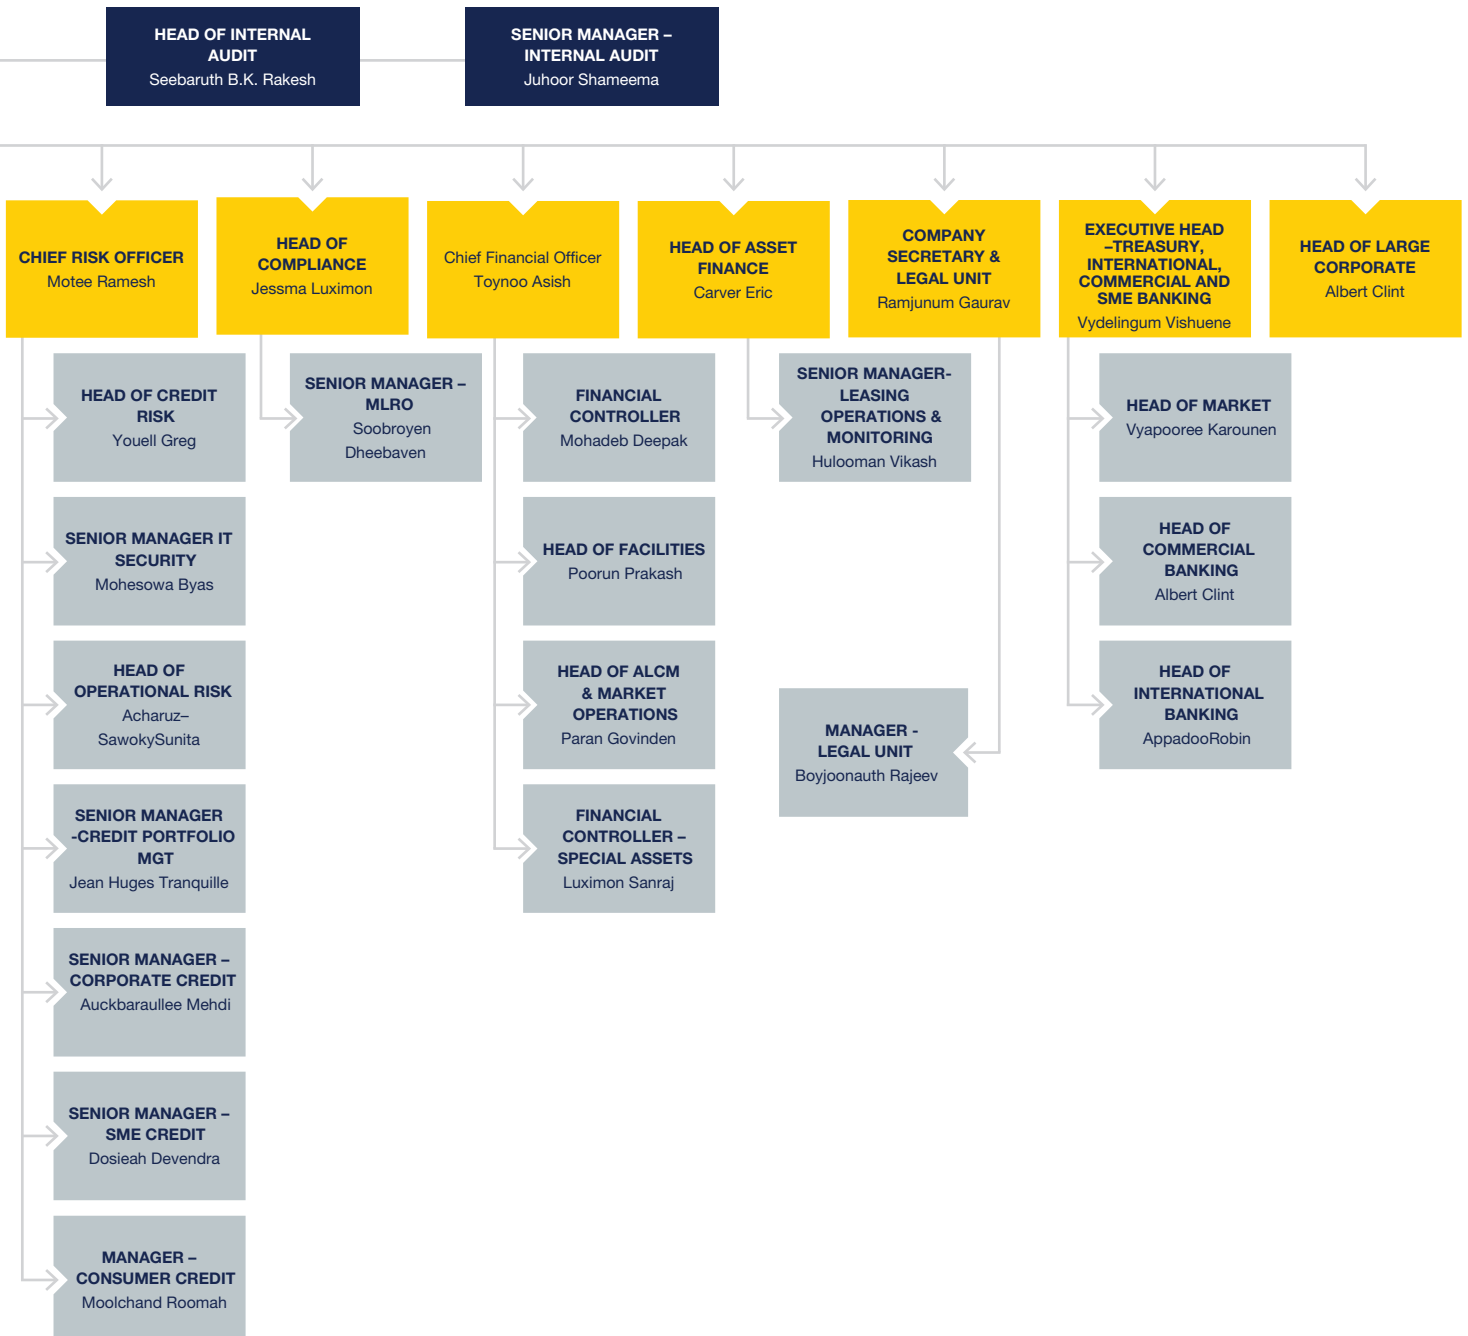 HEAD OF INTERNAL
AUDIT
Seebaruth B.K. Rakesh
SENIOR MANAGER –
INTERNAL AUDIT
Juhoor Shameema
CHIEF RISK OFFICER
Motee Ramesh
HEAD OF
COMPLIANCE
Jessma Luximon
Chief Financial Officer
Toynoo Asish
HEAD OF ASSET
FINANCE
Carver Eric
COMPANY
SECRETARY &
LEGAL UNIT
Ramjunum Gaurav
EXECUTIVE HEAD
–TREASURY,
INTERNATIONAL,
COMMERCIAL AND
SME BANKING
Vydelingum Vishuene
HEAD OF LARGE
CORPORATE
Albert Clint
HEAD OF CREDIT
RISK
Youell Greg
SENIOR MANAGER IT
SECURITY
Mohesowa Byas
HEAD OF
OPERATIONAL RISK
Acharuz–
SawokySunita
SENIOR MANAGER
-CREDIT PORTFOLIO
MGT
Jean Huges Tranquille
SENIOR MANAGER –
CORPORATE CREDIT
Auckbaraullee Mehdi
SENIOR MANAGER –
SME CREDIT
Dosieah Devendra
MANAGER –
CONSUMER CREDIT
Moolchand Roomah
SENIOR MANAGER –
MLRO
Soobroyen
Dheebaven
FINANCIAL
CONTROLLER
Mohadeb Deepak
HEAD OF FACILITIES
Poorun Prakash
HEAD OF ALCM
& MARKET
OPERATIONS
Paran Govinden
FINANCIAL
CONTROLLER –
SPECIAL ASSETS
Luximon Sanraj
SENIOR MANAGER-
LEASING
OPERATIONS &
MONITORING
Hulooman Vikash
MANAGER -
LEGAL UNIT
Boyjoonauth Rajeev
HEAD OF MARKET
Vyapooree Karounen
HEAD OF
COMMERCIAL
BANKING
Albert Clint
HEAD OF
INTERNATIONAL
BANKING
AppadooRobin